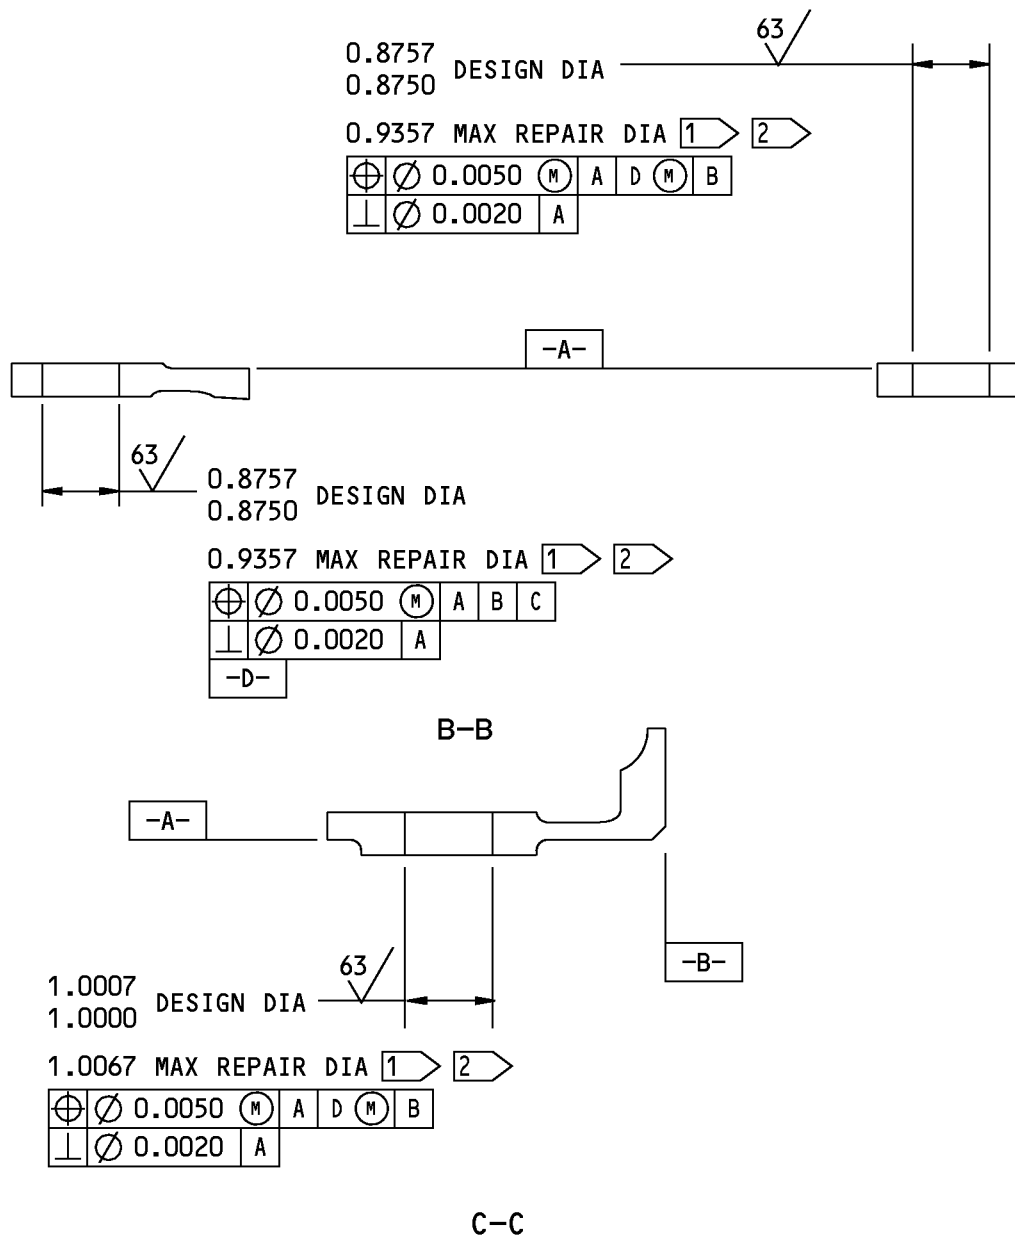 63
0.8757
0.8750 DESIGN DIA
0.9357 MAX REPAIR DIA 1 2
⌖ ⌀ 0.0050 Ⓜ A D Ⓜ B
⊥ ⌀ 0.0020 A
-A-
63
0.8757
0.8750 DESIGN DIA
0.9357 MAX REPAIR DIA 1 2
⌖ ⌀ 0.0050 Ⓜ A B C
⊥ ⌀ 0.0020 A
-D-
B-B
-A-
-B-
63
1.0007
1.0000 DESIGN DIA
1.0067 MAX REPAIR DIA 1 2
⌖ ⌀ 0.0050 Ⓜ A D Ⓜ B
⊥ ⌀ 0.0020 A
C-C